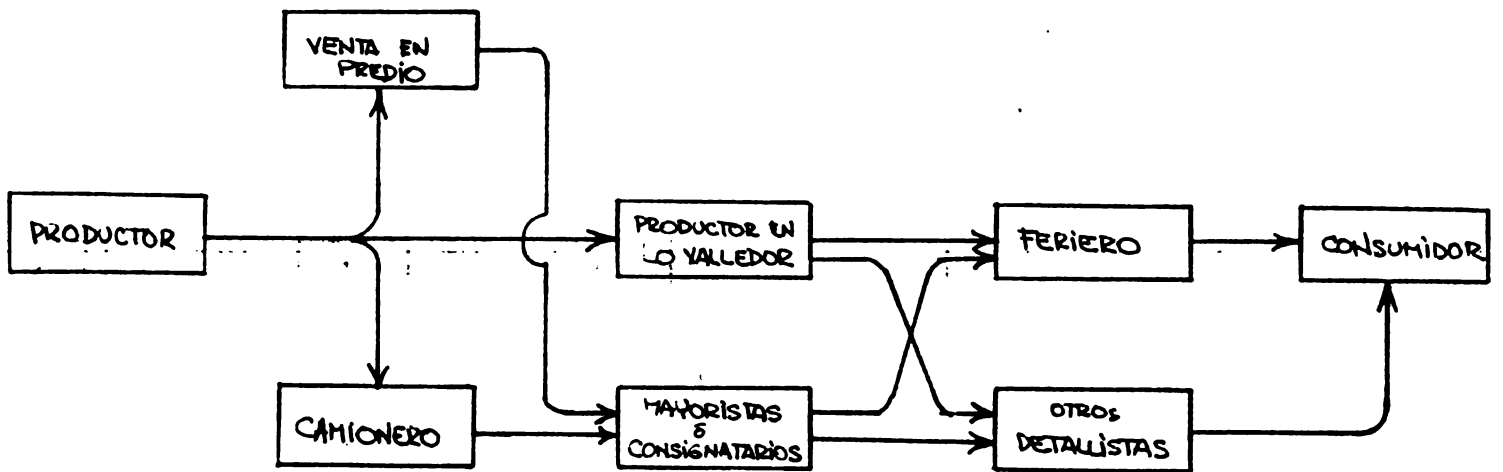 VENTA EN
PREDIO
PRODUCTOR
PRODUCTOR EN
LO VALLEDOR
FERIERO
CONSUMIDOR
CAMIONERO
MAYORISTAS
o
CONSIGNATARIOS
OTROS
DETALLISTAS